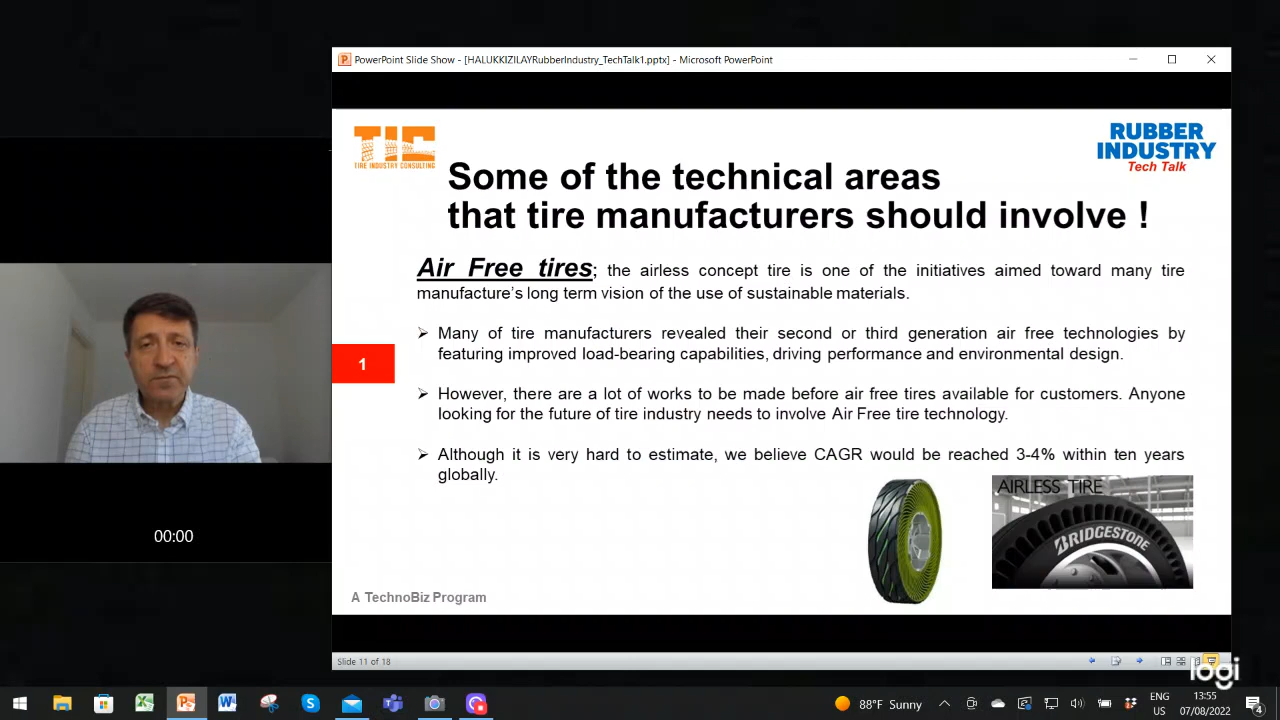 PowerPoint Slide Show - [HALUKKIZILAYRubberIndustry_TechTalk1.pptx] - Microsoft PowerPoint
TIC
TIRE INDUSTRY CONSULTING
RUBBER
INDUSTRY
Tech Talk
Some of the technical areas
that tire manufacturers should involve !
Air Free tires; the airless concept tire is one of the initiatives aimed toward many tire
manufacture's long term vision of the use of sustainable materials.
➢ Many of tire manufacturers revealed their second or third generation air free technologies by
featuring improved load-bearing capabilities, driving performance and environmental design.
1
➢ However, there are a lot of works to be made before air free tires available for customers. Anyone
looking for the future of tire industry needs to involve Air Free tire technology.
➢ Although it is very hard to estimate, we believe CAGR would be reached 3-4% within ten years
globally.
AIRLESS TIRE
BRIDGESTONE
00:00
A TechnoBiz Program
Slide 11 of 18
logi
88°F Sunny
ENG
US
13:55
07/08/2022
4